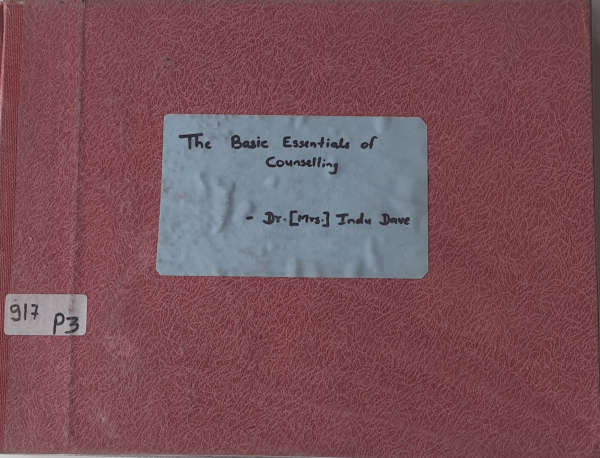 The Basic Essentials of
Counselling
- Dr. [Mrs.] Indu Dave
917
P3